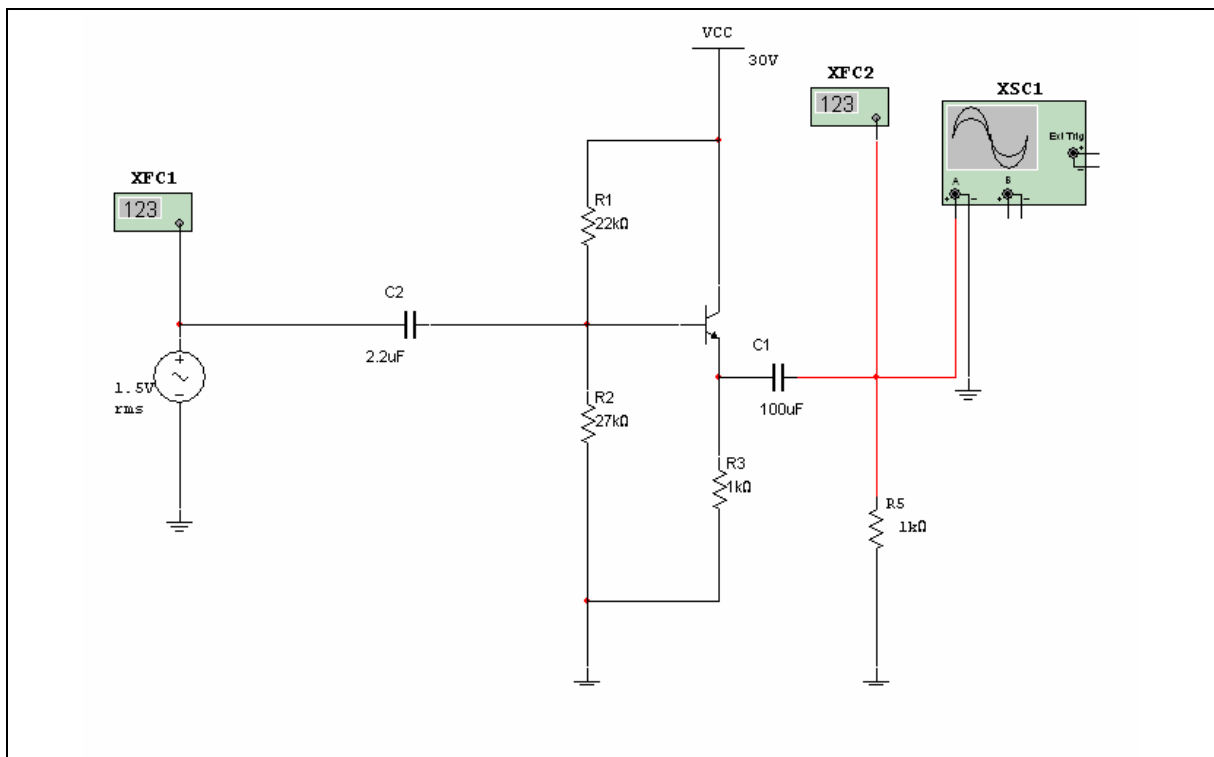 VCC
30V
XFC2
123
XSC1
Ext Trig
+
-
A
B
+
-
+
-
XFC1
123
R1
22kΩ
C2
2.2uF
C1
100uF
+
-
1.5V
rms
R2
27kΩ
R3
1kΩ
R5
1kΩ